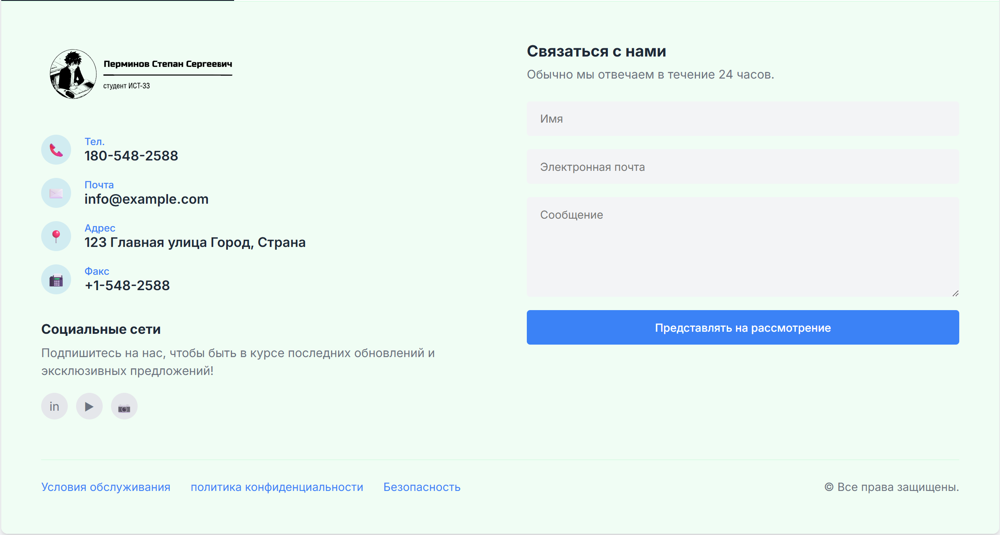 Перминов Степан Сергеевич
студент ИСТ-33
Тел.
180-548-2588
Почта
info@example.com
Адрес
123 Главная улица Город, Страна
Факс
+1-548-2588
Социальные сети
Подпишитесь на нас, чтобы быть в курсе последних обновлений и
эксклюзивных предложений!
in
Связаться с нами
Обычно мы отвечаем в течение 24 часов.
Имя
Электронная почта
Сообщение
Представлять на рассмотрение
Условия обслуживания политика конфиденциальности Безопасность
© Все права защищены.